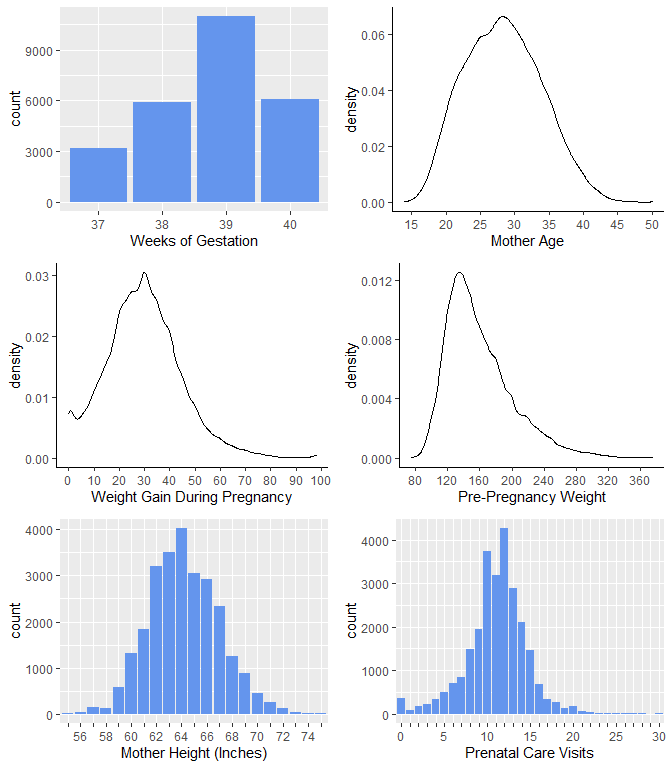 count
9000
6000
3000
0
37 38 39 40
Weeks of Gestation
density
0.06
0.04
0.02
0.00
15 20 25 30 35 40 45 50
Mother Age
density
0.03
0.02
0.01
0.00
0 10 20 30 40 50 60 70 80 90 100
Weight Gain During Pregnancy
density
0.012
0.008
0.004
0.000
80 120 160 200 240 280 320 360
Pre-Pregnancy Weight
count
4000
3000
2000
1000
0
56 60 62 64 66 68 70 72 74
Mother Height (Inches)
count
4000
3000
2000
1000
0
0 10 20 30
Prenatal Care Visits